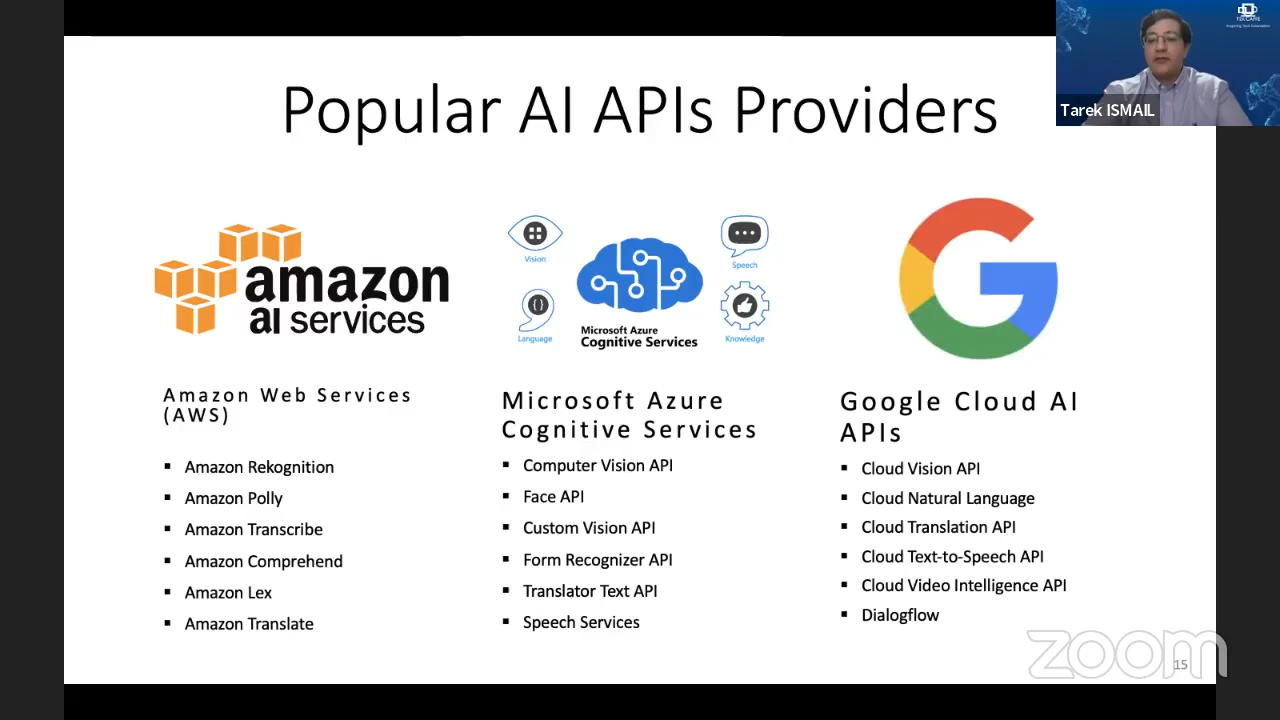 Popular AI APIs Providers
TEKCAFFE
Tarek ISMAIL
amazon
ai services
Vision
Language
Microsoft Azure
Cognitive Services
Speech
Knowledge
Amazon Web Services
(AWS)
▪ Amazon Rekognition
▪ Amazon Polly
▪ Amazon Transcribe
▪ Amazon Comprehend
▪ Amazon Lex
▪ Amazon Translate
Microsoft Azure
Cognitive Services
▪ Computer Vision API
▪ Face API
▪ Custom Vision API
▪ Form Recognizer API
▪ Translator Text API
▪ Speech Services
Google Cloud AI
APIs
▪ Cloud Vision API
▪ Cloud Natural Language
▪ Cloud Translation API
▪ Cloud Text-to-Speech API
▪ Cloud Video Intelligence API
▪ Dialogflow
zoom
15